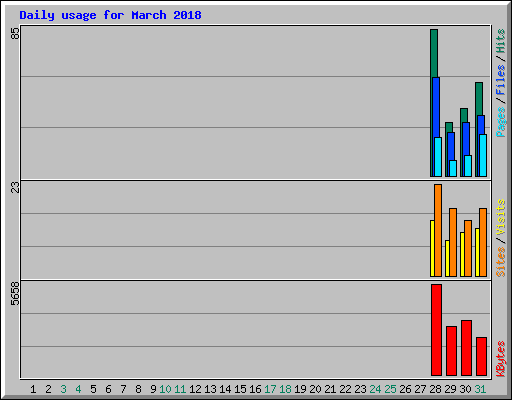 Daily usage for March 2018
85
Pages / Files / Hits
23
Sites / Visits
5658
KBytes
1 2 3 4 5 6 7 8 9 10 11 12 13 14 15 16 17 18 19 20 21 22 23 24 25 26 27 28 29 30 31